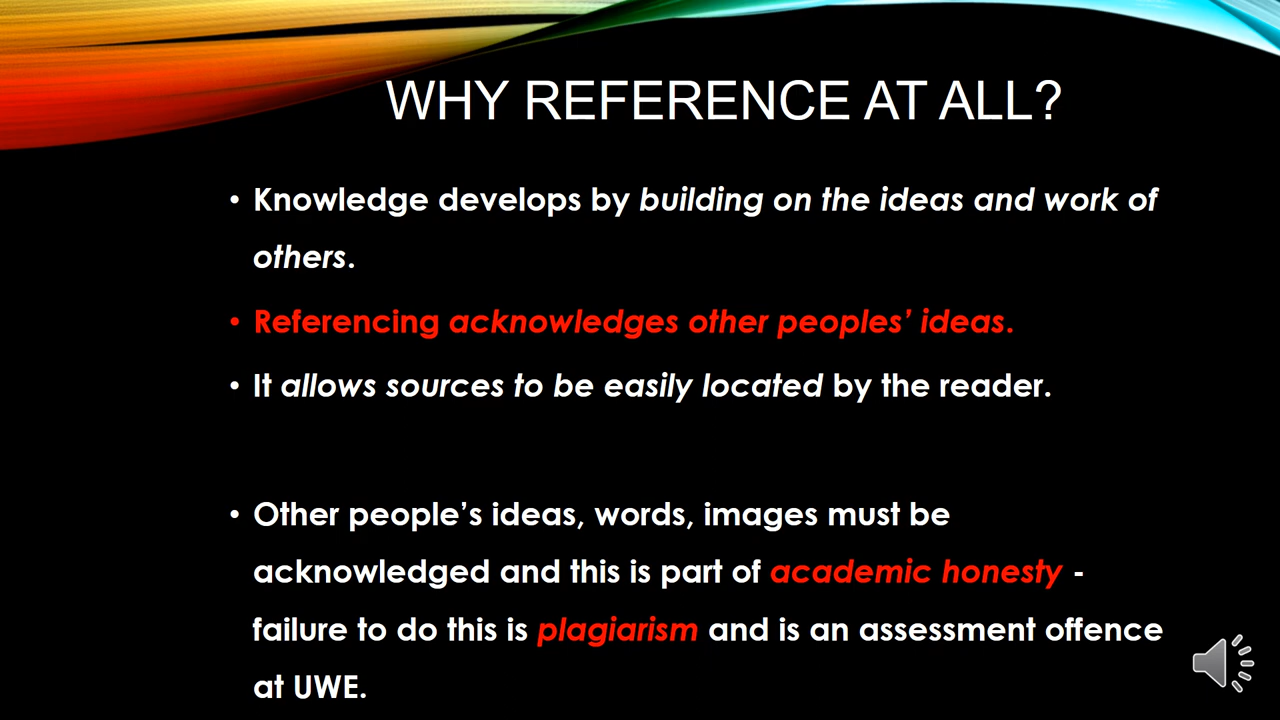 WHY REFERENCE AT ALL?
• Knowledge develops by building on the ideas and work of
others.
• Referencing acknowledges other peoples’ ideas.
• It allows sources to be easily located by the reader.
• Other people’s ideas, words, images must be
acknowledged and this is part of academic honesty -
failure to do this is plagiarism and is an assessment offence
at UWE.